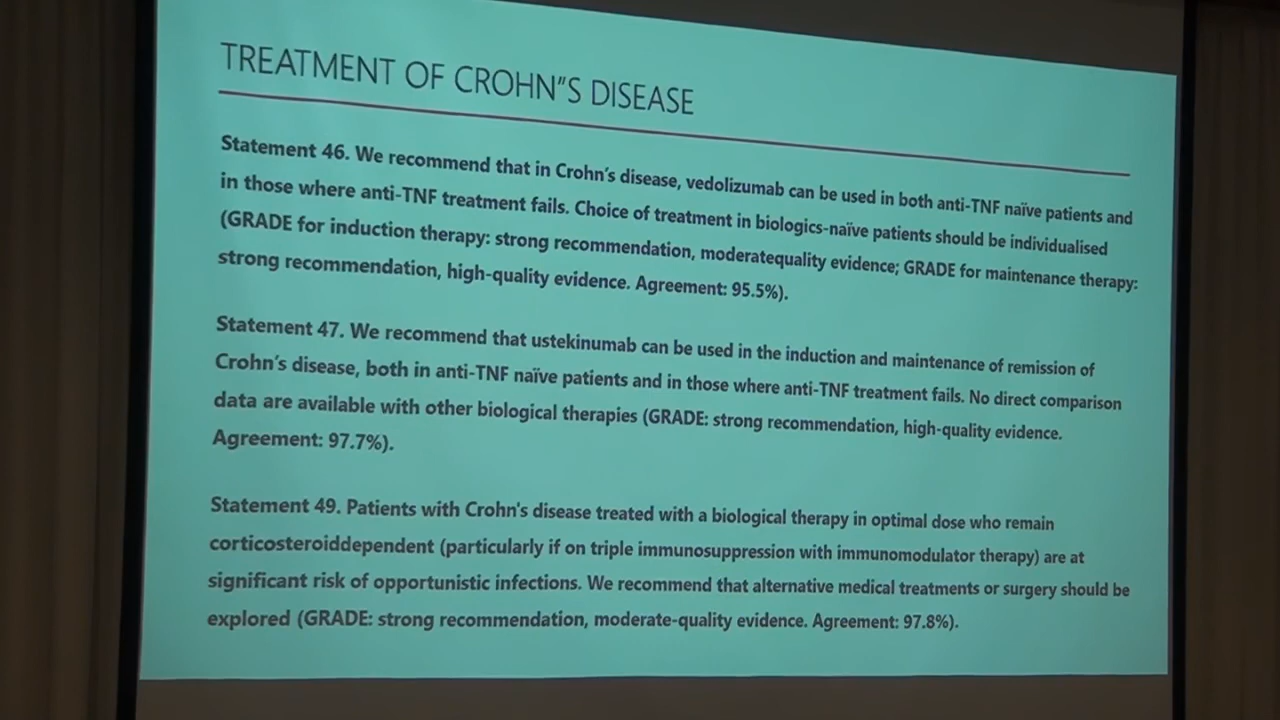 TREATMENT OF CROHN"S DISEASE
Statement 46. We recommend that in Crohn's disease, vedolizumab can be used in both anti-TNF naïve patients and
in those where anti-TNF treatment fails. Choice of treatment in biologics-naïve patients should be individualised
(GRADE for induction therapy: strong recommendation, moderatequality evidence; GRADE for maintenance therapy:
strong recommendation, high-quality evidence. Agreement: 95.5%).
Statement 47. We recommend that ustekinumab can be used in the induction and maintenance of remission of
Crohn's disease, both in anti-TNF naïve patients and in those where anti-TNF treatment fails. No direct comparison
data are available with other biological therapies (GRADE: strong recommendation, high-quality evidence.
Agreement: 97.7%).
Statement 49. Patients with Crohn's disease treated with a biological therapy in optimal dose who remain
corticosteroiddependent (particularly if on triple immunosuppression with immunomodulator therapy) are at
significant risk of opportunistic infections. We recommend that alternative medical treatments or surgery should be
explored (GRADE: strong recommendation, moderate-quality evidence. Agreement: 97.8%).